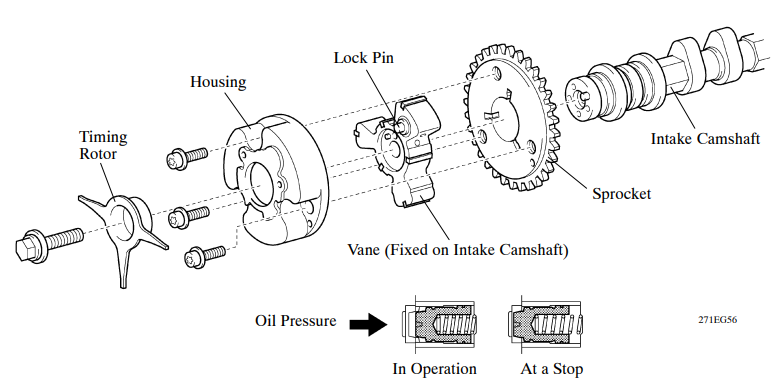 Lock Pin
Housing
Timing
Rotor
Intake Camshaft
Sprocket
Vane (Fixed on Intake Camshaft)
Oil Pressure
271EG56
In Operation
At a Stop